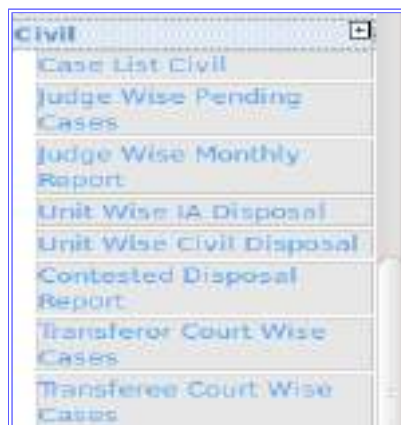 Civil
Case List Civil
Judge Wise Pending
Cases
Judge Wise Monthly
Report
Unit Wise IA Disposal
Unit Wise Civil Disposal
Contested Disposal
Report
Transferor Court Wise
Cases
Transferee Court Wise
Cases